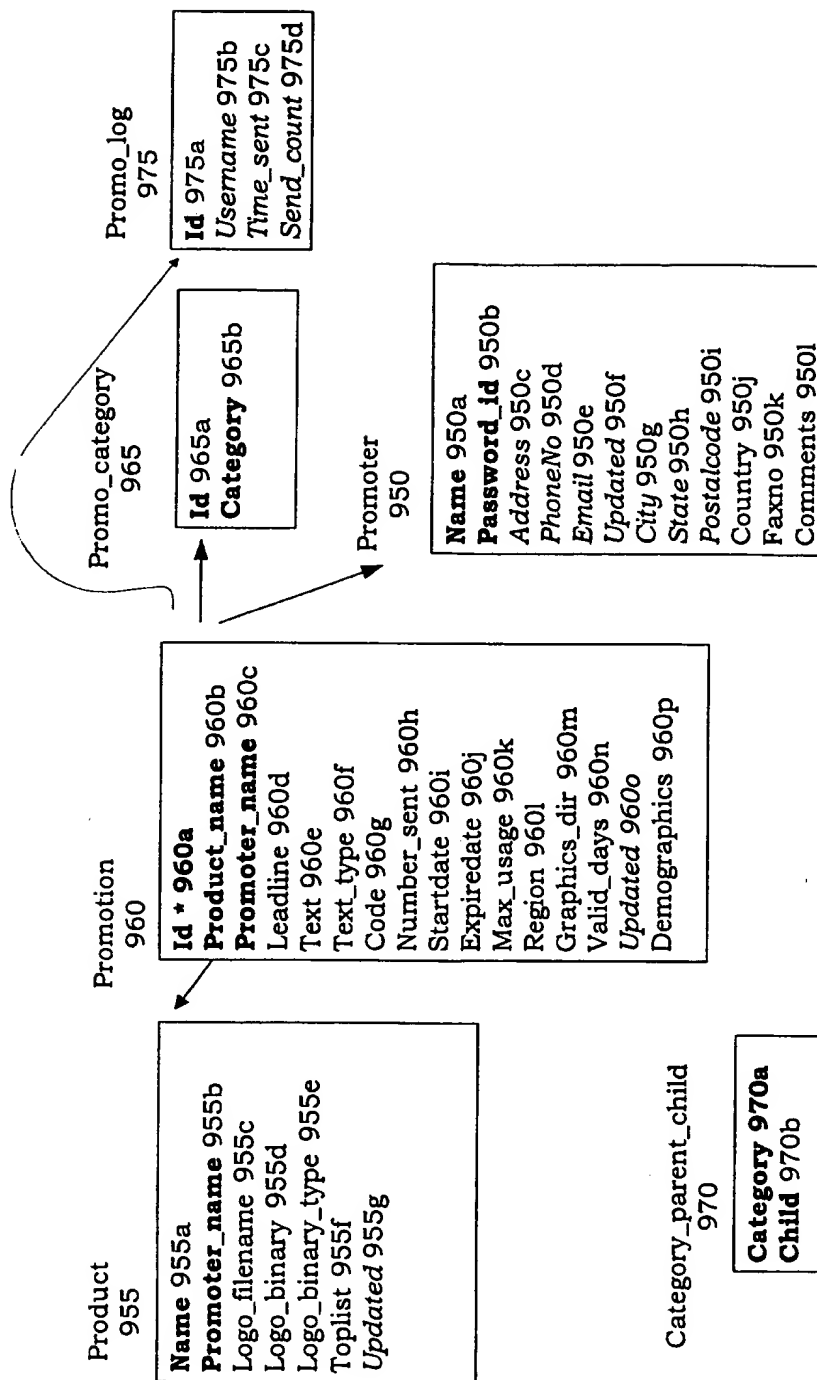 Product
955
Name 955a
Promoter_name 955b
Logo_filename 955c
Logo_binary 955d
Logo_binary_type 955e
Toplist 955f
Updated 955g
Promotion
960
Id * 960a
Product_name 960b
Promoter_name 960c
Leadline 960d
Text 960e
Text_type 960f
Code 960g
Number_sent 960h
Startdate 960i
Expiredate 960j
Max_usage 960k
Region 960l
Graphics_dir 960m
Valid_days 960n
Updated 960o
Demographics 960p
Promo_category
965
Id 965a
Category 965b
Promo_log
975
Id 975a
Username 975b
Time_sent 975c
Send_count 975d
Category_parent_child
970
Category 970a
Child 970b
Promoter
950
Name 950a
Password_id 950b
Address 950c
PhoneNo 950d
Email 950e
Updated 950f
City 950g
State 950h
Postalcode 950i
Country 950j
Faxno 950k
Comments 950l